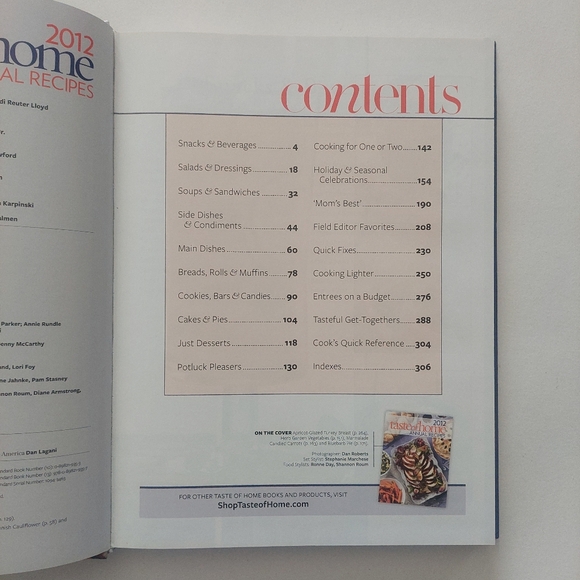 2012
home
AL RECIPES
di Reuter Lloyd
Karpinski
Parker; Annie Rundle
enny McCarthy
nd, Lori Foy
ne Jahnke, Pam Stasney
nnon Roum, Diane Armstrong,
America Dan Lagani
contents
Snacks & Beverages ............... 4
Salads & Dressings ............... 18
Soups & Sandwiches ............... 32
Side Dishes
& Condiments ............... 44
Main Dishes ............... 60
Breads, Rolls & Muffins ....... 78
Cookies, Bars & Candies ..... 90
Cakes & Pies ............... 104
Just Desserts ............... 118
Potluck Pleasers ............... 130
Cooking for One or Two ....... 142
Holiday & Seasonal
Celebrations ............... 154
'Mom's Best' ............... 190
Field Editor Favorites ....... 208
Quick Fixes ............... 230
Cooking Lighter ............... 250
Entrees on a Budget ........... 276
Tasteful Get-Togethers ....... 288
Cook's Quick Reference .... 304
Indexes ............... 306
ON THE COVER
Photographer: Dan Roberts
Set Stylist: Stephanie Marchese
Food Stylists: Ronne Day, Shannon Roum
2012
taste of home
ANNUAL RECIPES
FOR OTHER TASTE OF HOME BOOKS AND PRODUCTS, VISIT
ShopTasteofHome.com